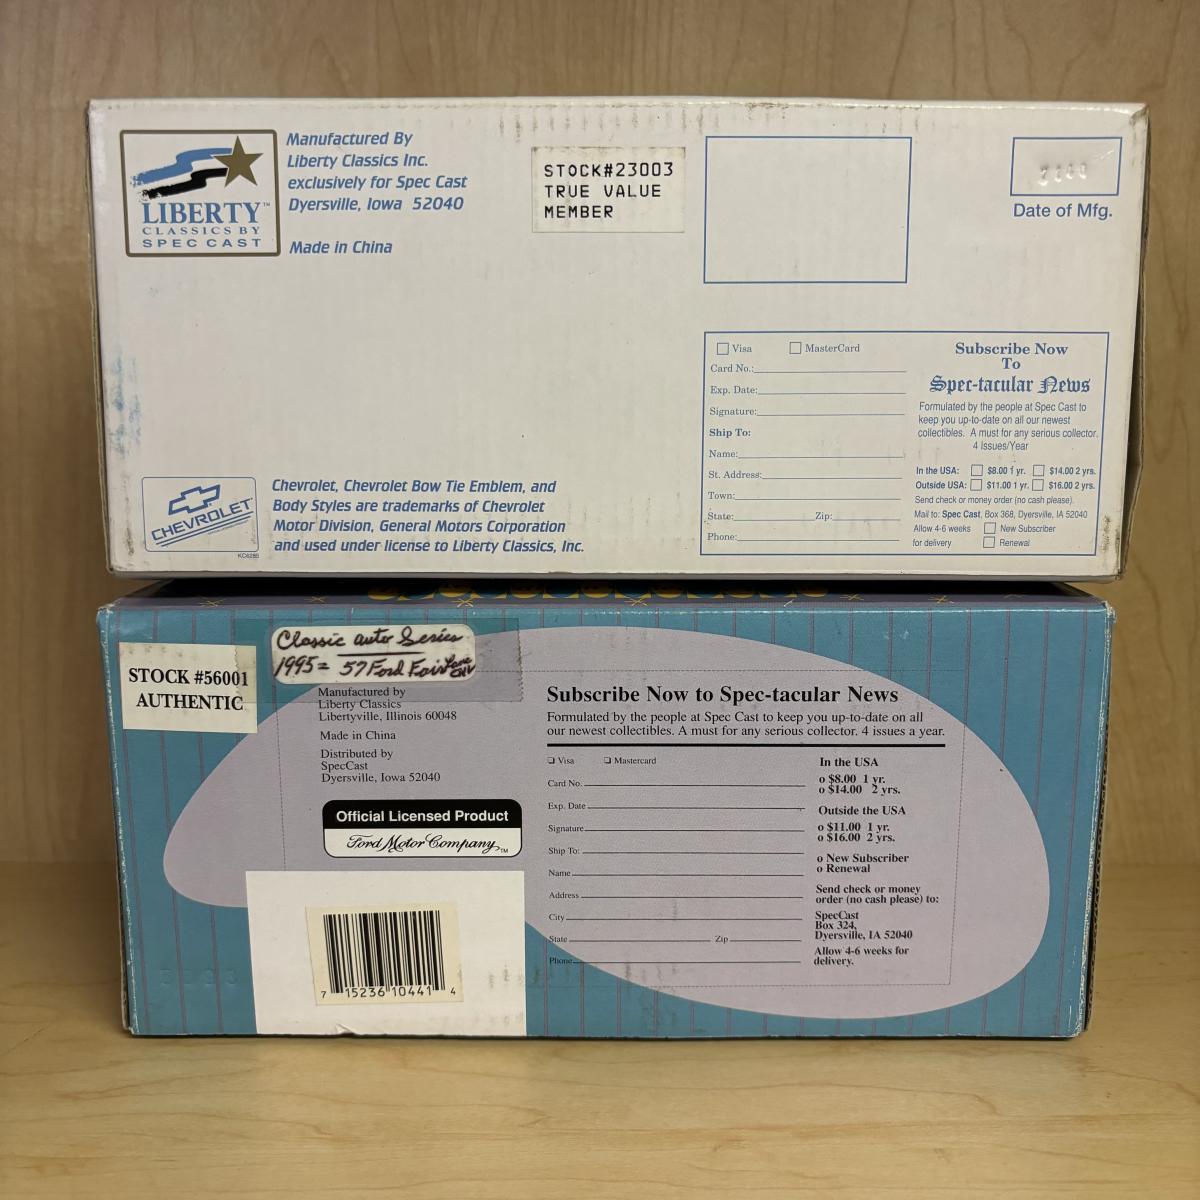 LIBERTY™
CLASSICS BY
SPEC CAST
Manufactured By
Liberty Classics Inc.
exclusively for Spec Cast
Dyersville, Iowa 52040
Made in China
STOCK#23003
TRUE VALUE
MEMBER
Date of Mfg.
Visa MasterCard
Card No.:
Exp. Date:
Signature:
Ship To:
Name:
St. Address:
Town:
State: Zip:
Phone:
Subscribe Now
To
Spec-tacular News
Formulated by the people at Spec Cast to
keep you up-to-date on all our newest
collectibles. A must for any serious collector.
4 Issues/Year
In the USA: $8.00 1 yr. $14.00 2 yrs.
Outside USA: $11.00 1 yr. $16.00 2 yrs.
Send check or money order (no cash please).
Mail to: Spec Cast, Box 368, Dyersville, IA 52040
Allow 4-6 weeks New Subscriber
for delivery Renewal
CHEVROLET
Chevrolet, Chevrolet Bow Tie Emblem, and
Body Styles are trademarks of Chevrolet
Motor Division, General Motors Corporation
and used under license to Liberty Classics, Inc.
STOCK #56001
AUTHENTIC
Classic auto Series
1995 = 57 Ford Fairlane
Manufactured by
Liberty Classics
Libertyville, Illinois 60048
Made in China
Distributed by
SpecCast
Dyersville, Iowa 52040
Official Licensed Product
Ford Motor Company TM
7 15236 10441 4
Subscribe Now to Spec-tacular News
Formulated by the people at Spec Cast to keep you up-to-date on all
our newest collectibles. A must for any serious collector. 4 issues a year.
Visa Mastercard
Card No.
Exp. Date
Signature
Ship To:
Name
Address
City
State Zip
Phone
In the USA
o $8.00 1 yr.
o $14.00 2 yrs.
Outside the USA
o $11.00 1 yr.
o $16.00 2 yrs.
o New Subscriber
o Renewal
Send check or money
order (no cash please) to:
SpecCast
Box 324,
Dyersville, IA 52040
Allow 4-6 weeks for
delivery.